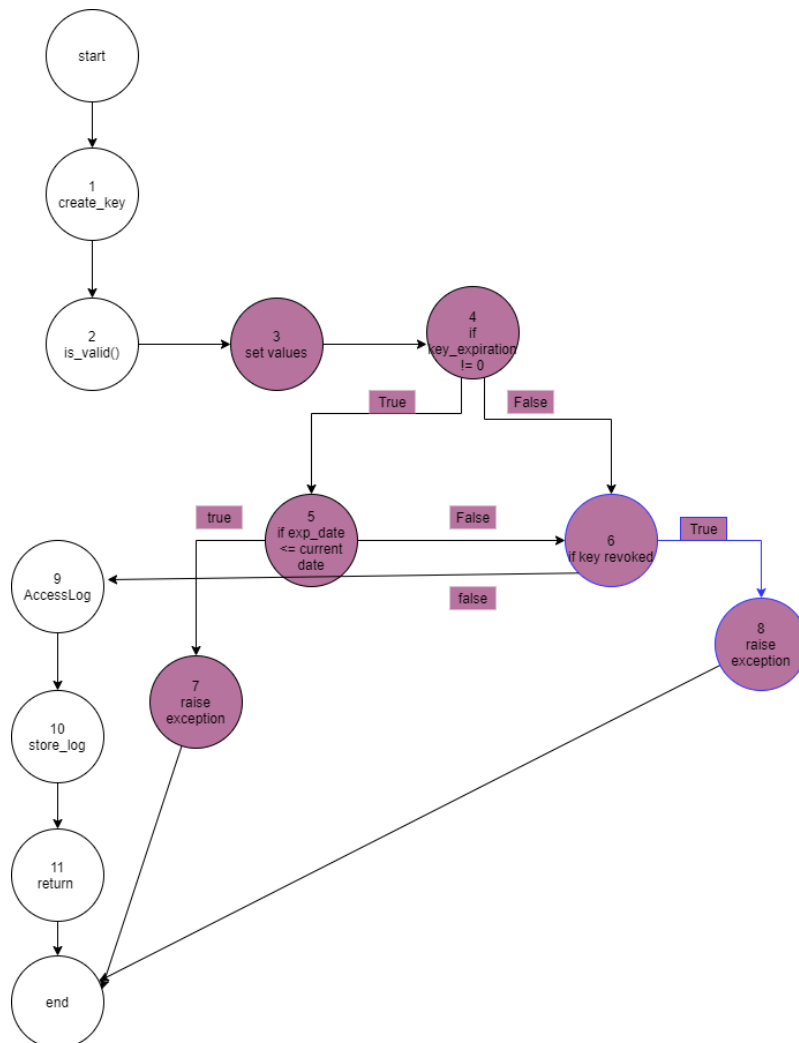 start
1
create_key
2
is_valid()
3
set values
4
if
key_expiration
!= 0
True
False
true
5
if exp_date
<= current
date
False
6
if key revoked
True
9
AccessLog
false
8
raise
exception
7
raise
exception
10
store_log
11
return
end